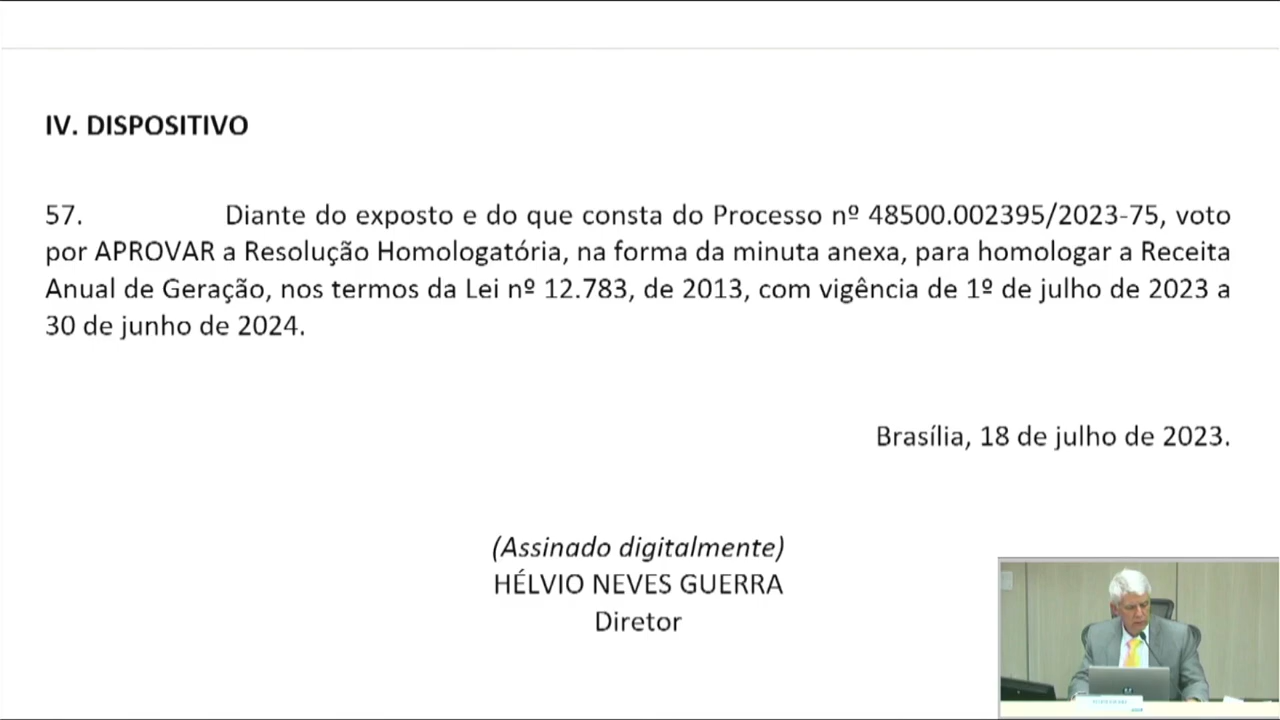 IV. DISPOSITIVO
57. Diante do exposto e do que consta do Processo nº 48500.002395/2023-75, voto
por APROVAR a Resolução Homologatória, na forma da minuta anexa, para homologar a Receita
Anual de Geração, nos termos da Lei nº 12.783, de 2013, com vigência de 1º de julho de 2023 a
30 de junho de 2024.
Brasília, 18 de julho de 2023.
(Assinado digitalmente)
HÉLVIO NEVES GUERRA
Diretor